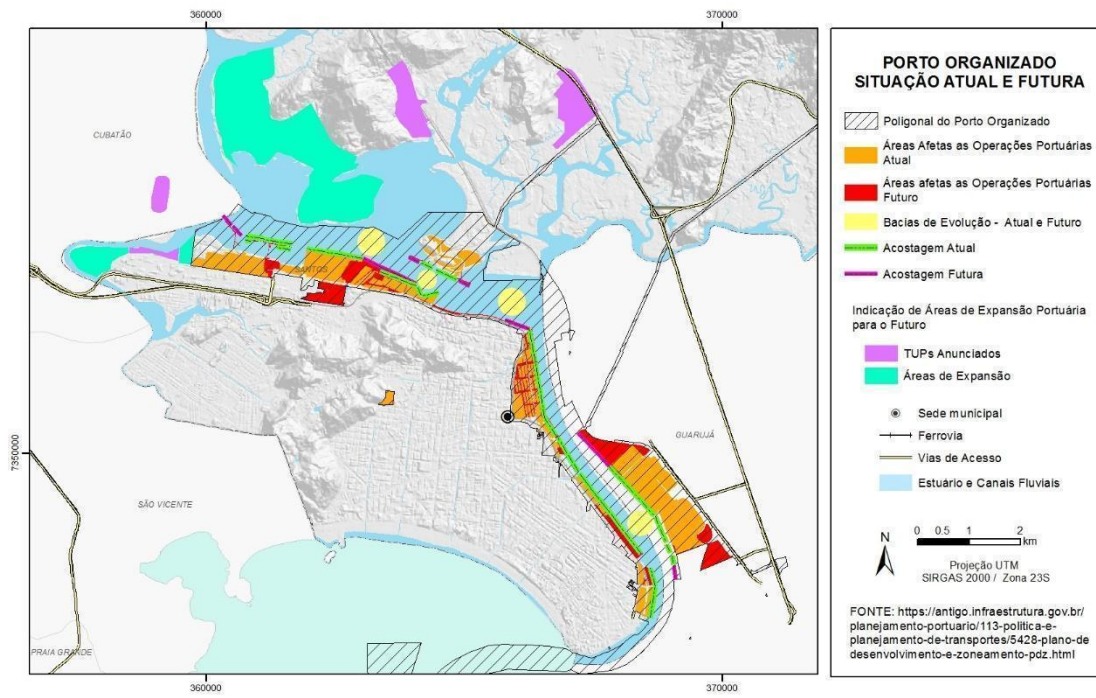 360000
370000
CUBATÃO
SANTOS
GUARUJÁ
7350000
SÃO VICENTE
PRAIA GRANDE
360000
370000
PORTO ORGANIZADO
SITUAÇÃO ATUAL E FUTURA
Poligonal do Porto Organizado
Áreas Afetas as Operações Portuárias
Atual
Áreas afetas as Operações Portuárias
Futuro
Bacias de Evolução - Atual e Futuro
Acostagem Atual
Acostagem Futura
Indicação de Áreas de Expansão Portuária
para o Futuro
TUPs Anunciados
Áreas de Expansão
Sede municipal
Ferrovia
Vias de Acesso
Estuário e Canais Fluviais
N
0 0.5 1 2
km
Projeção UTM
SIRGAS 2000 / Zona 23S
FONTE: https://antigo.infraestrutura.gov.br/
planejamento-portuario/113-politica-e-
planejamento-de-transportes/5428-plano-de
desenvolvimento-e-zoneamento-pdz.html